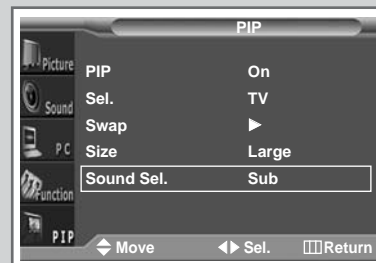 PIP
Picture
Sound
PC
Function
PIP
PIP On
Sel. TV
Swap ►
Size Large
Sound Sel. Sub
Move Sel. Return